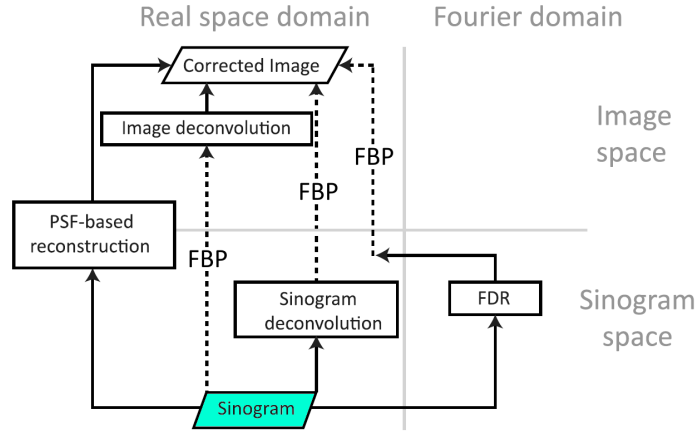 Real space domain
Fourier domain
Corrected Image
Image deconvolution
Image
space
FBP
FBP
PSF-based
reconstruction
FBP
Sinogram
deconvolution
FDR
Sinogram
space
Sinogram